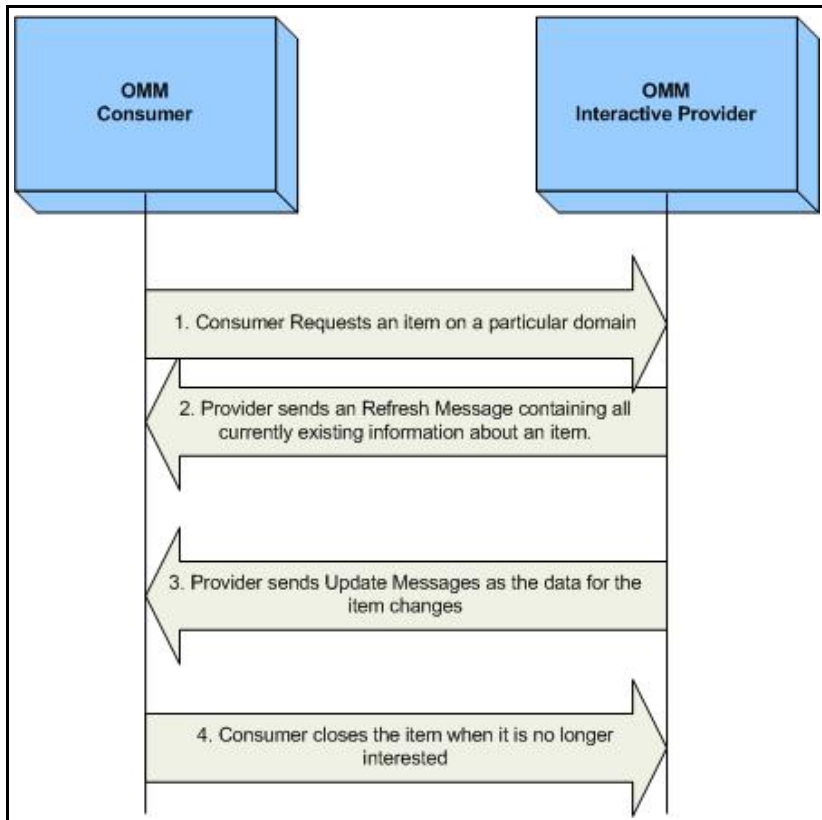 OMM
Consumer
OMM
Interactive Provider
1. Consumer Requests an item on a particular domain
2. Provider sends an Refresh Message containing all
currently existing information about an item.
3. Provider sends Update Messages as the data for the
item changes
4. Consumer closes the item when it is no longer
interested